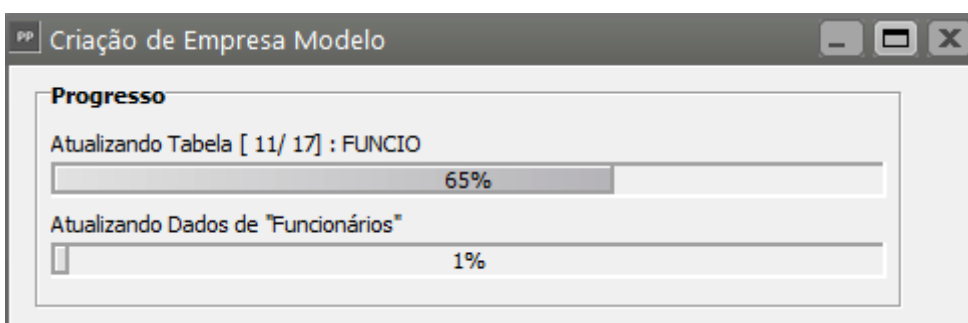 PP Criação de Empresa Modelo
Progresso
Atualizando Tabela [ 11/ 17] : FUNCIO
65%
Atualizando Dados de "Funcionários"
1%